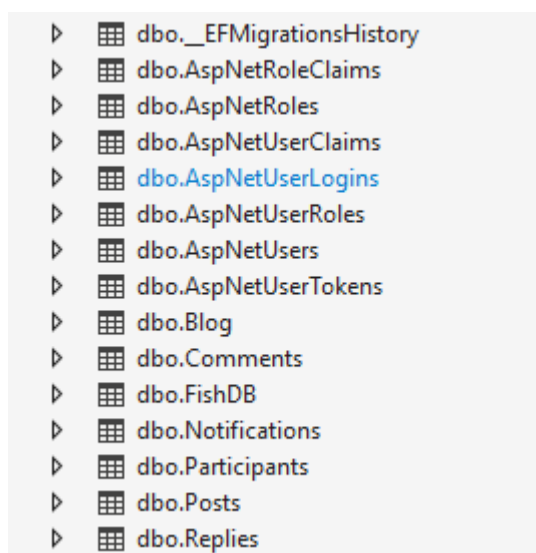 dbo.__EFMigrationsHistory
dbo.AspNetRoleClaims
dbo.AspNetRoles
dbo.AspNetUserClaims
dbo.AspNetUserLogins
dbo.AspNetUserRoles
dbo.AspNetUsers
dbo.AspNetUserTokens
dbo.Blog
dbo.Comments
dbo.FishDB
dbo.Notifications
dbo.Participants
dbo.Posts
dbo.Replies